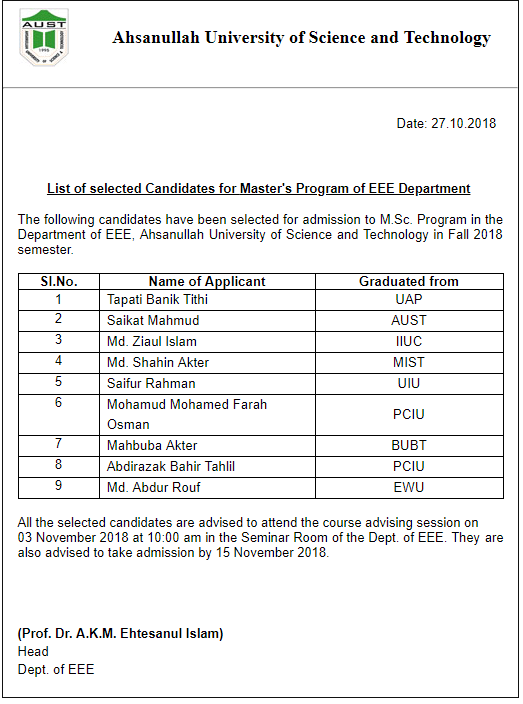 AUST
1995
Ahsanullah University of Science and Technology
Date: 27.10.2018
List of selected Candidates for Master's Program of EEE Department
The following candidates have been selected for admission to M.Sc. Program in the
Department of EEE, Ahsanullah University of Science and Technology in Fall 2018
semester.
Sl.No. Name of Applicant Graduated from
1 Tapati Banik Tithi UAP
2 Saikat Mahmud AUST
3 Md. Ziaul Islam IIUC
4 Md. Shahin Akter MIST
5 Saifur Rahman UIU
6 Mohamud Mohamed Farah
Osman PCIU
7 Mahbuba Akter BUBT
8 Abdirazak Bahir Tahlil PCIU
9 Md. Abdur Rouf EWU
All the selected candidates are advised to attend the course advising session on
03 November 2018 at 10:00 am in the Seminar Room of the Dept. of EEE. They are
also advised to take admission by 15 November 2018.
(Prof. Dr. A.K.M. Ehtesanul Islam)
Head
Dept. of EEE